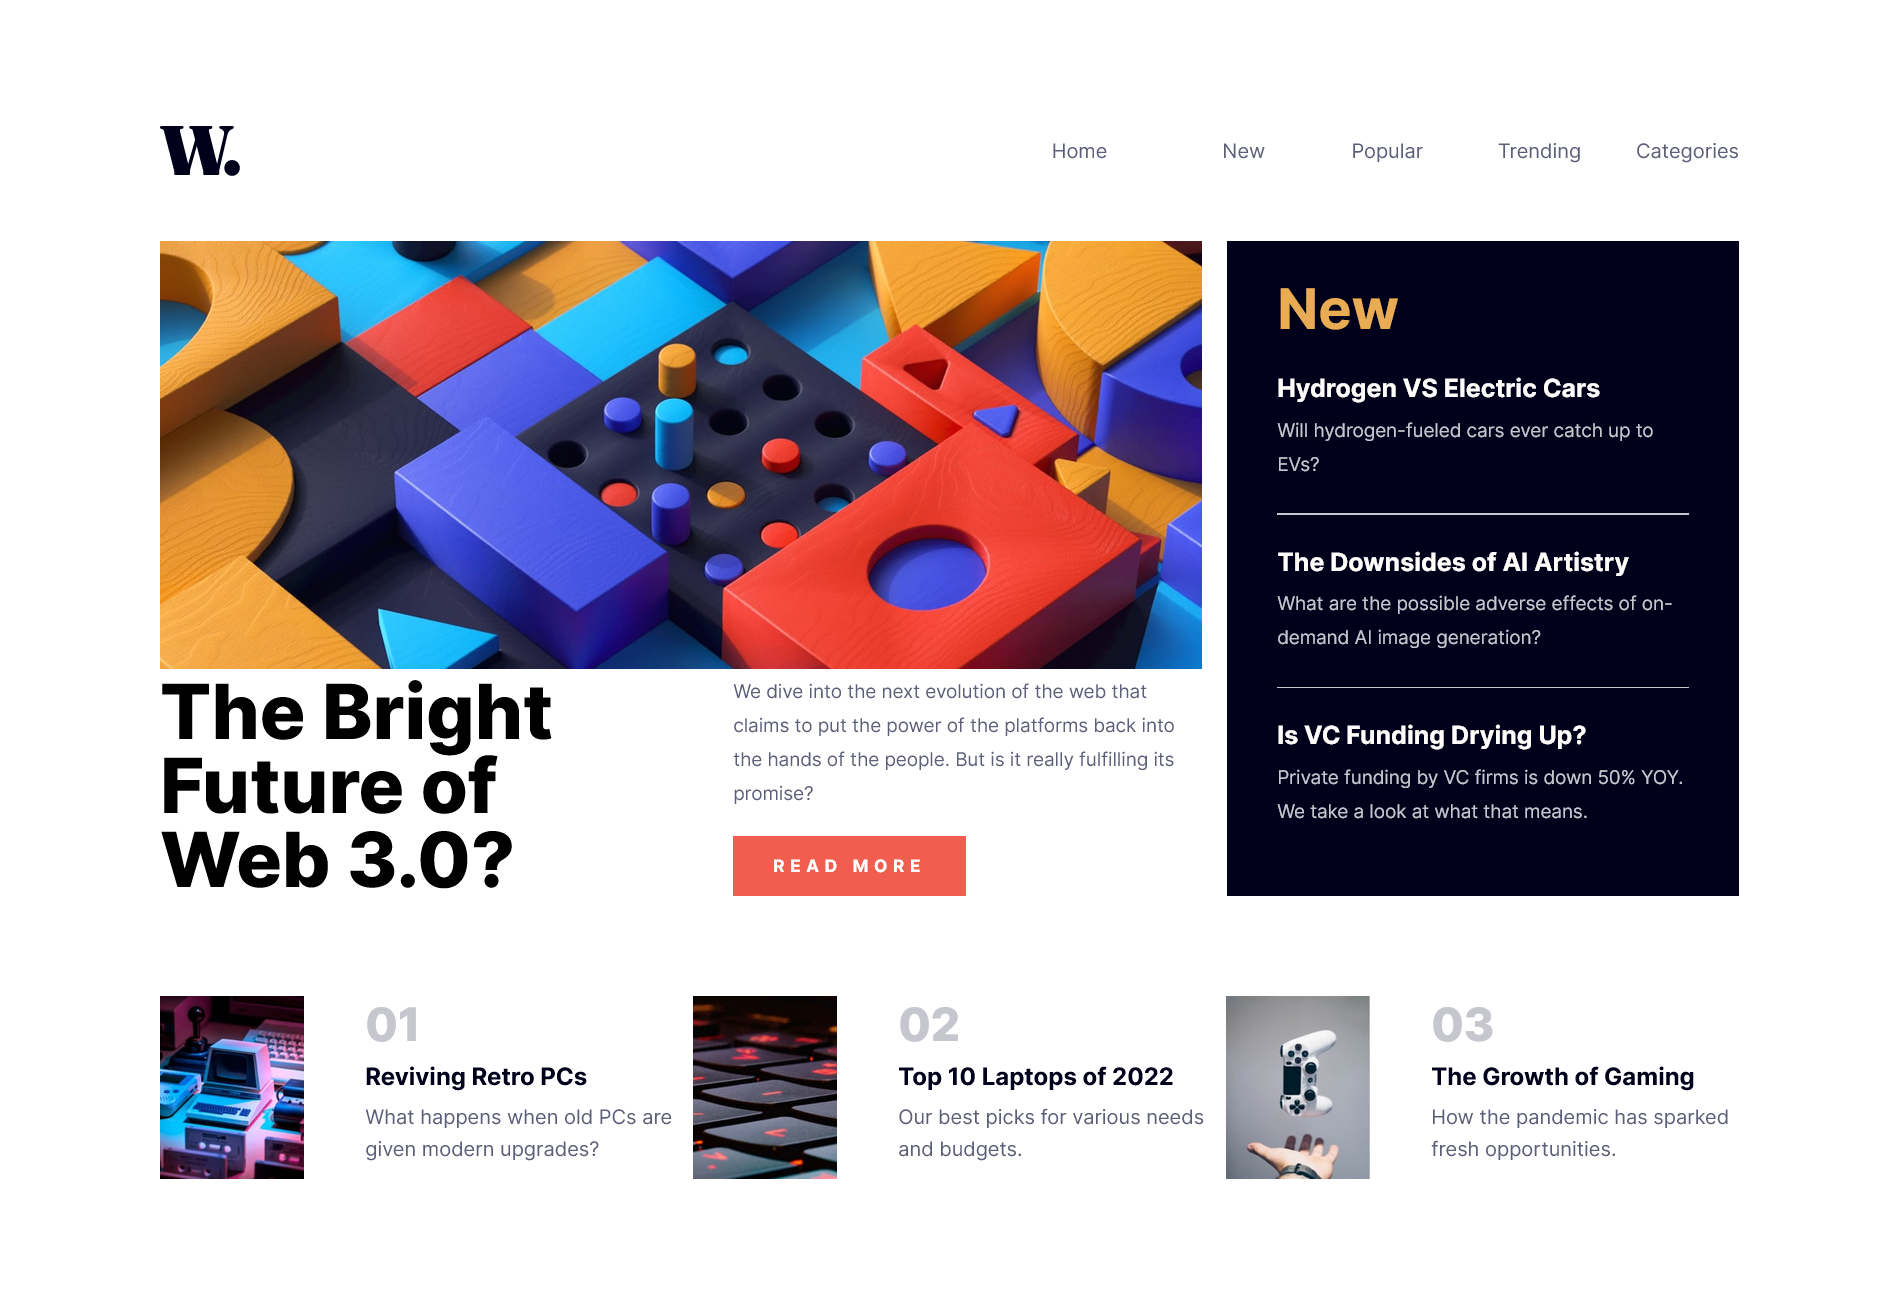 W.
Home
New
Popular
Trending
Categories
The Bright
Future of
Web 3.0?
We dive into the next evolution of the web that
claims to put the power of the platforms back into
the hands of the people. But is it really fulfilling its
promise?
READ MORE
New
Hydrogen VS Electric Cars
Will hydrogen-fueled cars ever catch up to
EVs?
The Downsides of AI Artistry
What are the possible adverse effects of on-
demand AI image generation?
Is VC Funding Drying Up?
Private funding by VC firms is down 50% YOY.
We take a look at what that means.
01
Reviving Retro PCs
What happens when old PCs are
given modern upgrades?
02
Top 10 Laptops of 2022
Our best picks for various needs
and budgets.
03
The Growth of Gaming
How the pandemic has sparked
fresh opportunities.